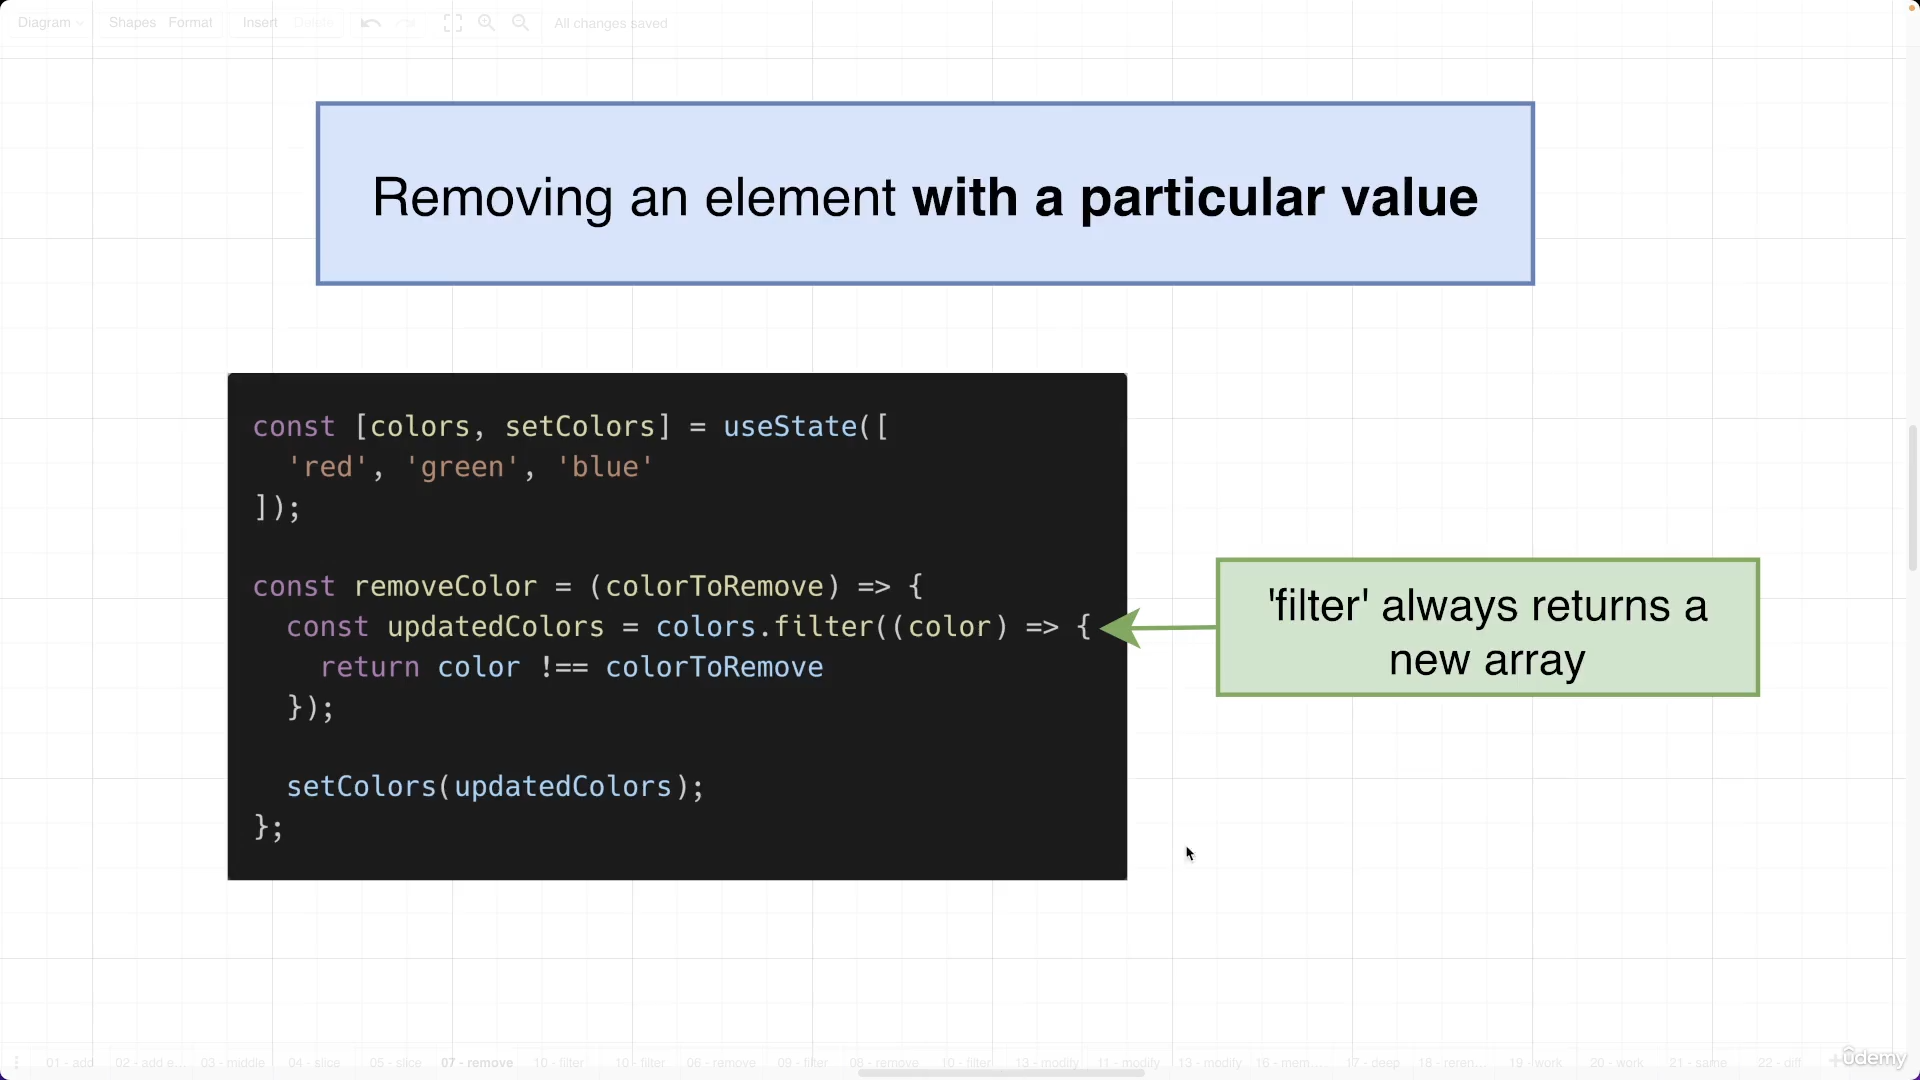 Diagram Shapes Format Insert Delete All changes saved
Removing an element with a particular value
const [colors, setColors] = useState([
  'red', 'green', 'blue'
]);
const removeColor = (colorToRemove) => {
  const updatedColors = colors.filter((color) => {
    return color !== colorToRemove
  });
  setColors(updatedColors);
};
'filter' always returns a
new array
01 - add 02 - add e... 03 - middle 04 - slice 05 - slice 07 - remove 10 - filter 10 - filter 06 - remove 09 - filter 08 - remove 10 - filter 13 - modify 11 - modify 13 - modify 16 - mem... 17 - deep 18 - reren... 19 - work 20 - work 21 - same 22 - diff
ûdemy